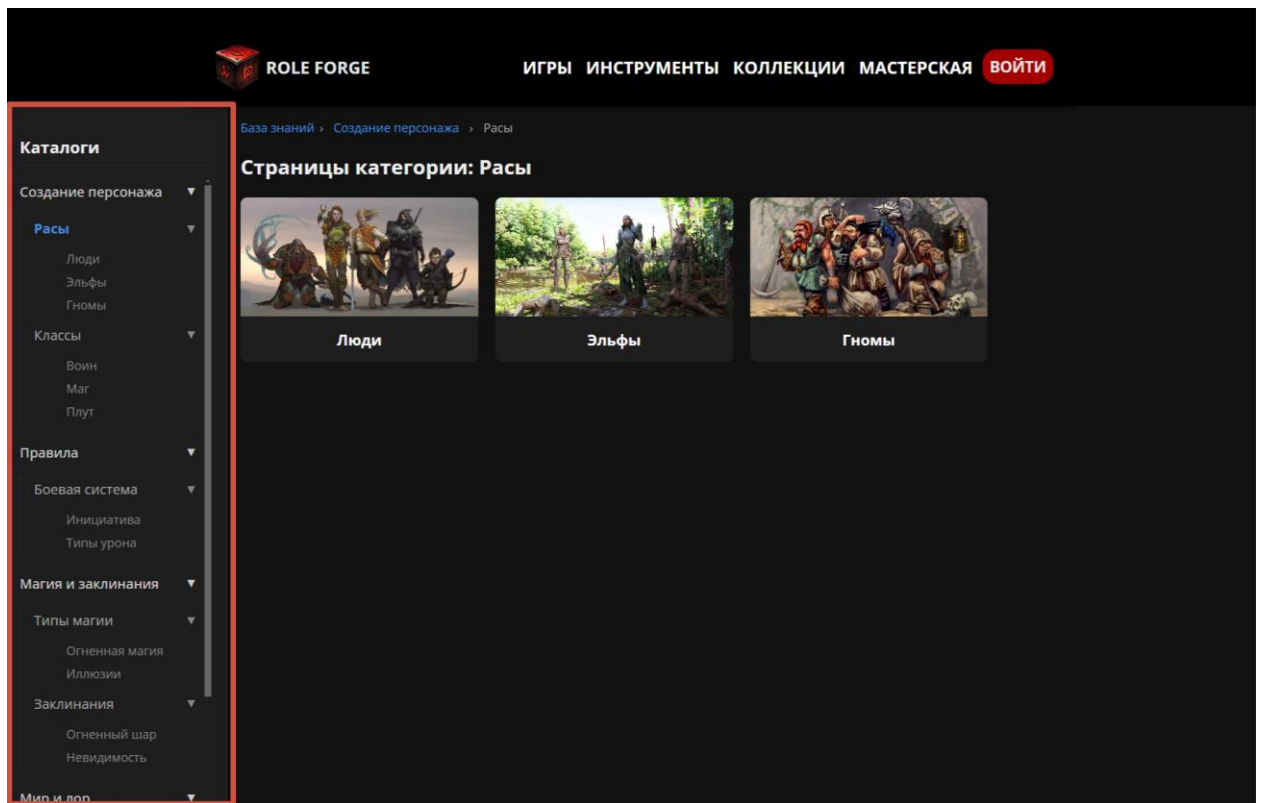 ROLE FORGE
ИГРЫ ИНСТРУМЕНТЫ КОЛЛЕКЦИИ МАСТЕРСКАЯ ВОЙТИ
Каталоги
Создание персонажа ▼
Расы ▼
Люди
Эльфы
Гномы
Классы ▼
Воин
Маг
Плут
Правила ▼
Боевая система ▼
Инициатива
Типы урона
Магия и заклинания ▼
Типы магии ▼
Огненная магия
Иллюзии
Заклинания ▼
Огненный шар
Невидимость
Мир и лор ▼
База знаний › Создание персонажа › Расы
Страницы категории: Расы
Люди
Эльфы
Гномы